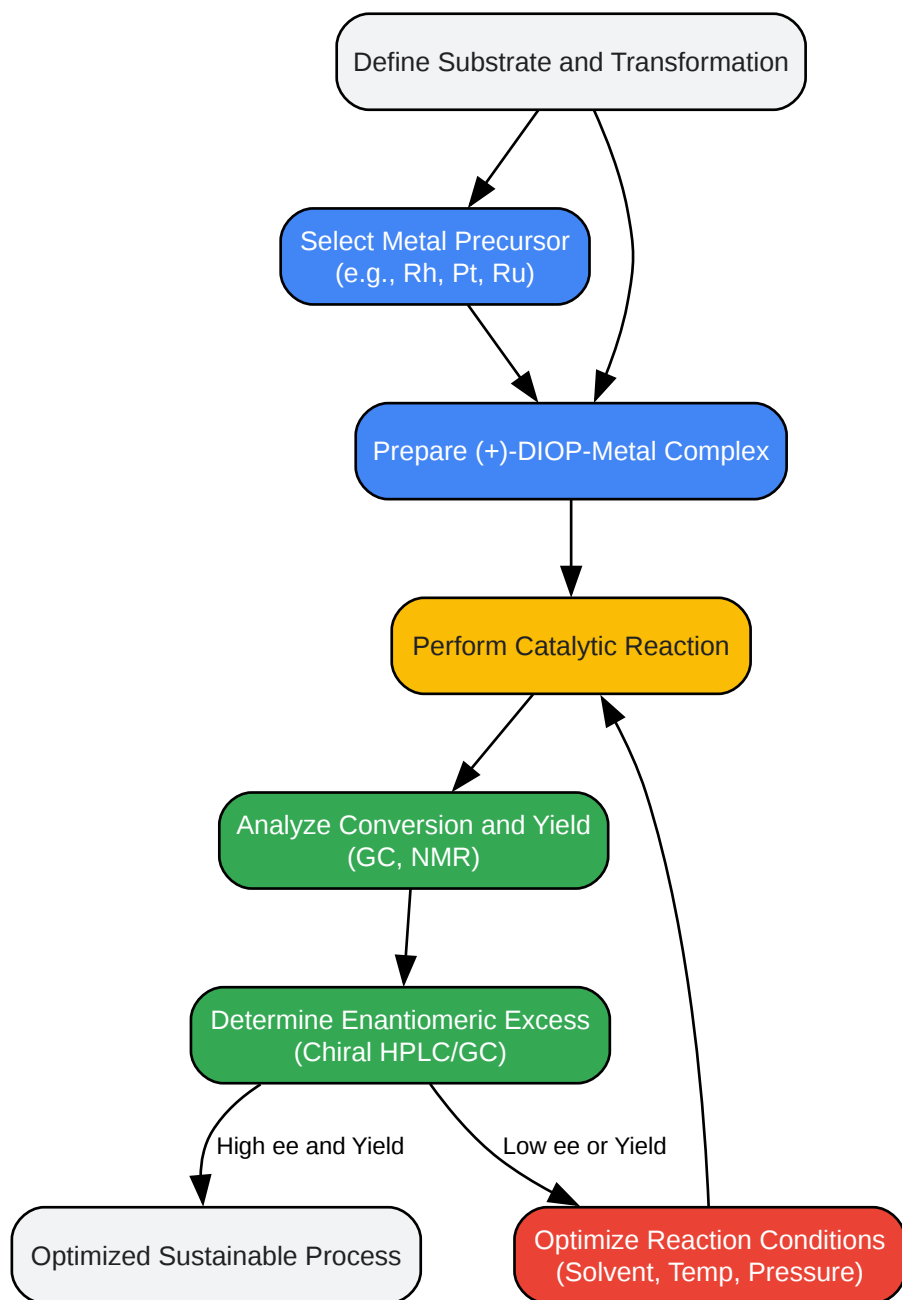 Define Substrate and Transformation
Select Metal Precursor
(e.g., Rh, Pt, Ru)
Prepare (+)-DIOP-Metal Complex
Perform Catalytic Reaction
Analyze Conversion and Yield
(GC, NMR)
Determine Enantiomeric Excess
(Chiral HPLC/GC)
High ee and Yield
Low ee or Yield
Optimized Sustainable Process
Optimize Reaction Conditions
(Solvent, Temp, Pressure)